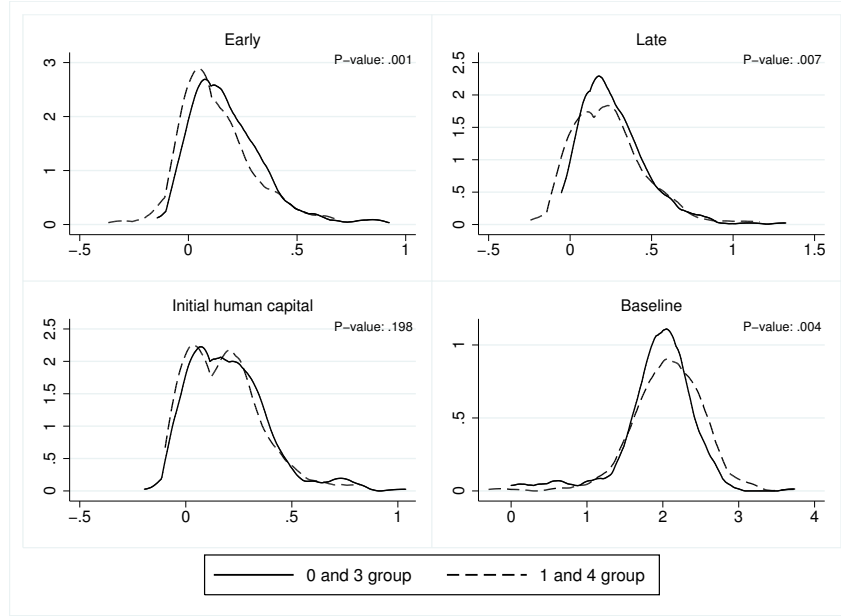 Early
P-value: .001
3
2
1
0
-.5 0 .5 1
Late
P-value: .007
2.5
2
1.5
1
.5
0
-.5 0 .5 1 1.5
Initial human capital
P-value: .198
2.5
2
1.5
1
.5
0
-.5 0 .5 1
Baseline
P-value: .004
1
.5
0
0 1 2 3 4
0 and 3 group 1 and 4 group